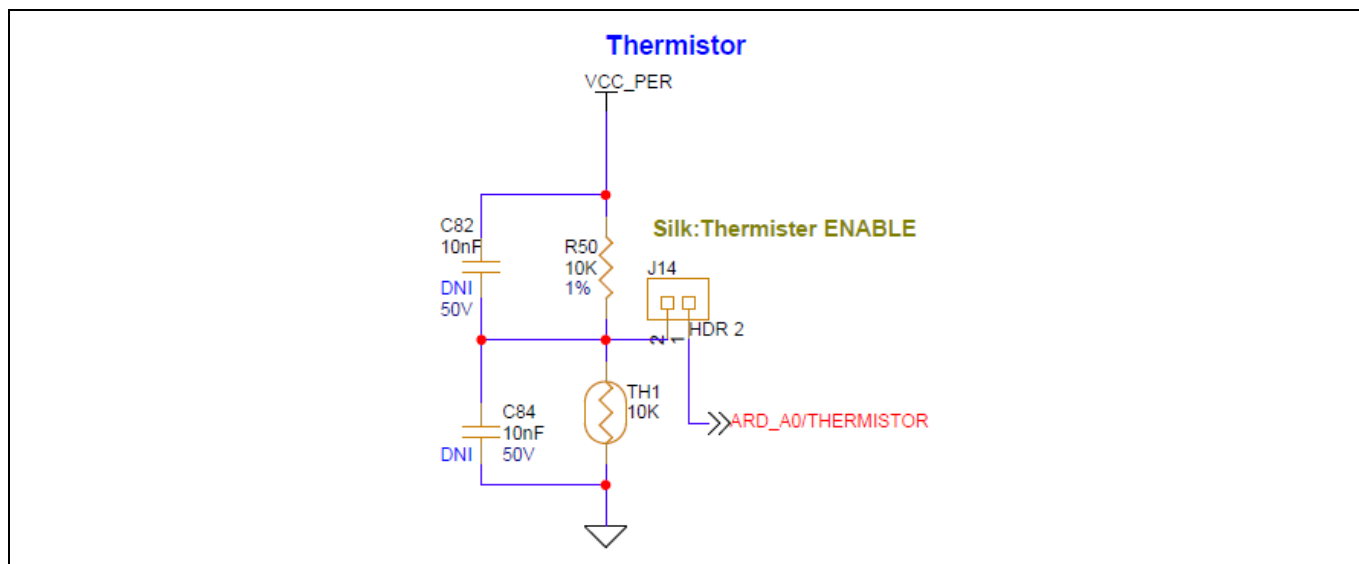 Thermistor
VCC_PER
C82
10nF
DNI
50V
R50
10K
1%
Silk:Thermister ENABLE
J14
HDR 2
2
1
C84
10nF
DNI
50V
TH1
10K
ARD_A0/THERMISTOR